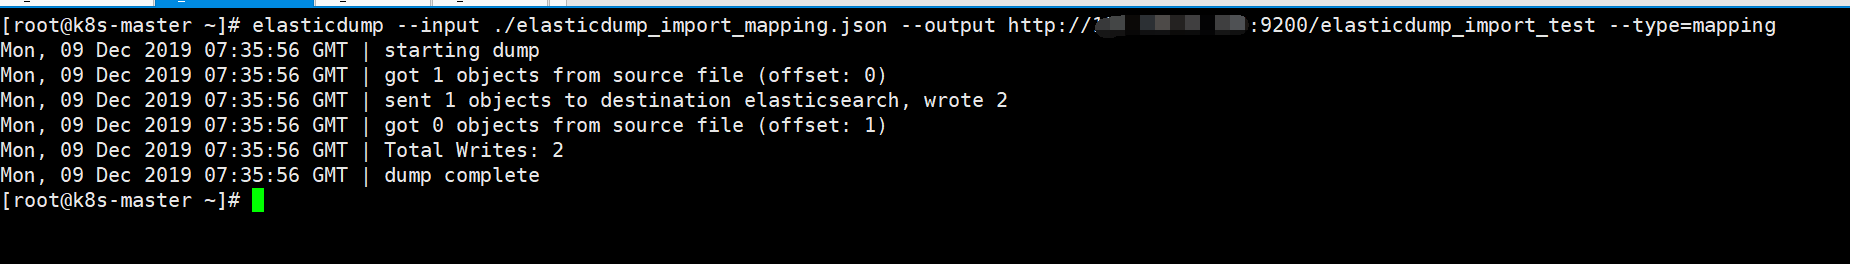 [root@k8s-master ~]# elasticdump --input ./elasticdump_import_mapping.json --output http:// :9200/elasticdump_import_test --type=mapping
Mon, 09 Dec 2019 07:35:56 GMT | starting dump
Mon, 09 Dec 2019 07:35:56 GMT | got 1 objects from source file (offset: 0)
Mon, 09 Dec 2019 07:35:56 GMT | sent 1 objects to destination elasticsearch, wrote 2
Mon, 09 Dec 2019 07:35:56 GMT | got 0 objects from source file (offset: 1)
Mon, 09 Dec 2019 07:35:56 GMT | Total Writes: 2
Mon, 09 Dec 2019 07:35:56 GMT | dump complete
[root@k8s-master ~]#